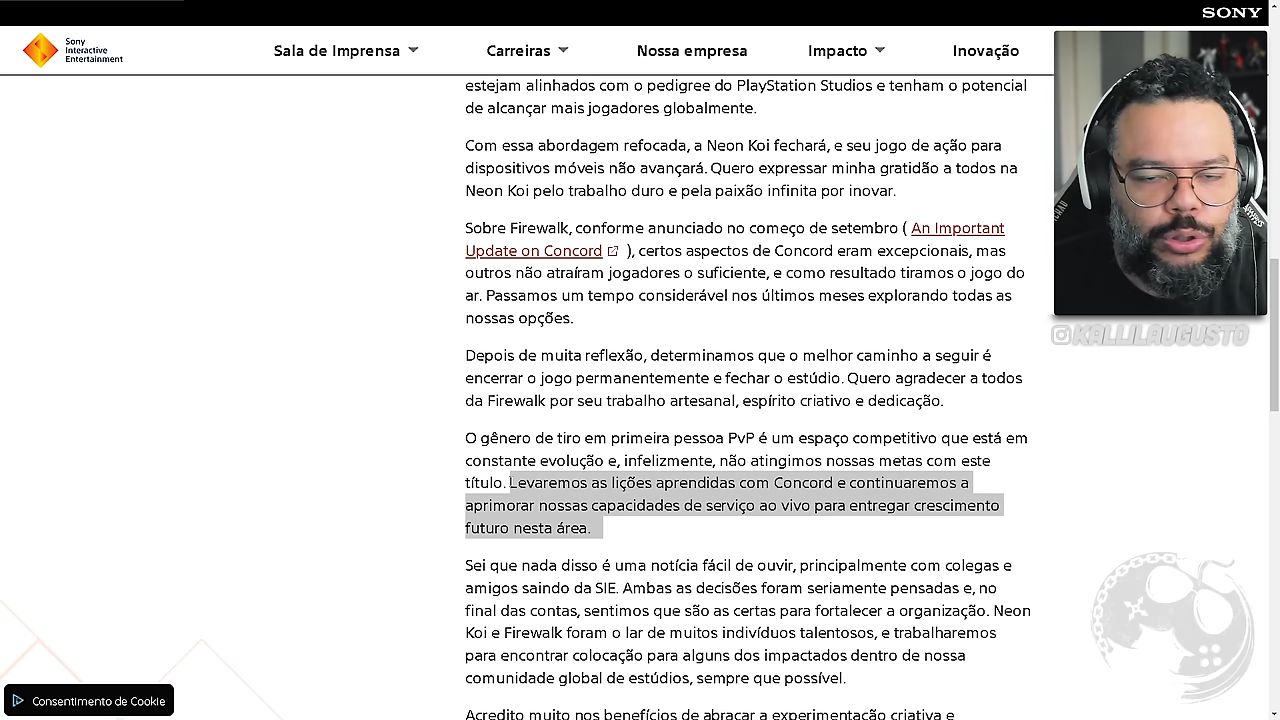 SONY
Sony
Interactive
Entertainment
Sala de Imprensa
Carreiras
Nossa empresa
Impacto
Inovação
estejam alinhados com o pedigree do PlayStation Studios e tenham o potencial
de alcançar mais jogadores globalmente.
Com essa abordagem refocada, a Neon Koi fechará, e seu jogo de ação para
dispositivos móveis não avançará. Quero expressar minha gratidão a todos na
Neon Koi pelo trabalho duro e pela paixão infinita por inovar.
Sobre Firewalk, conforme anunciado no começo de setembro ( An Important
Update on Concord ), certos aspectos de Concord eram excepcionais, mas
outros não atraíram jogadores o suficiente, e como resultado tiramos o jogo do
ar. Passamos um tempo considerável nos últimos meses explorando todas as
nossas opções.
Depois de muita reflexão, determinamos que o melhor caminho a seguir é
encerrar o jogo permanentemente e fechar o estúdio. Quero agradecer a todos
da Firewalk por seu trabalho artesanal, espírito criativo e dedicação.
O gênero de tiro em primeira pessoa PvP é um espaço competitivo que está em
constante evolução e, infelizmente, não atingimos nossas metas com este
título. Levaremos as lições aprendidas com Concord e continuaremos a
aprimorar nossas capacidades de serviço ao vivo para entregar crescimento
futuro nesta área.
Sei que nada disso é uma notícia fácil de ouvir, principalmente com colegas e
amigos saindo da SIE. Ambas as decisões foram seriamente pensadas e, no
final das contas, sentimos que são as certas para fortalecer a organização. Neon
Koi e Firewalk foram o lar de muitos indivíduos talentosos, e trabalharemos
para encontrar colocação para alguns dos impactados dentro de nossa
comunidade global de estúdios, sempre que possível.
Acredito muito nos benefícios de abraçar a experimentação criativa e
@KALLILAUGUSTO
Consentimento de Cookie